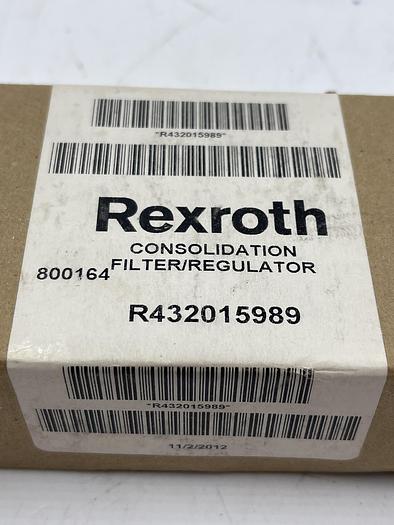 "R432015989"
Rexroth
CONSOLIDATION
800164 FILTER/REGULATOR
R432015989
"R432015989"
11/2/2012